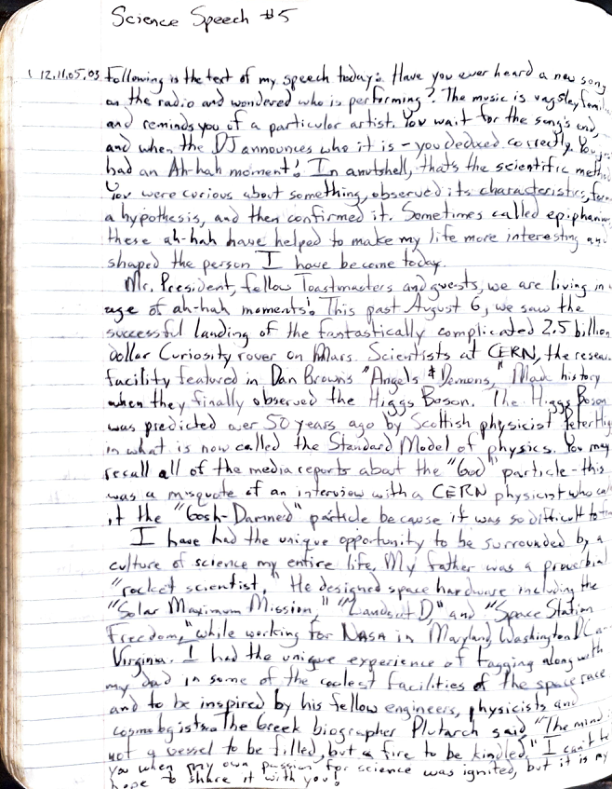 Science Speech #5
12.11.05.03 Following is the text of my speech today: Have you ever heard a new song
on the radio and wondered who is performing? The music is vagsley famili
and reminds you of a particular artist. You wait for the song's end,
and when the DJ announces who it is - you deduced correctly. You
had an Ah-hah moment! In a nutshell, thats the scientific metho
You were curious about something, observed its characteristics, for
a hypothesis, and then confirmed it. Sometimes called epiphanies
these ah-hah have helped to make my life more interesting and
shaped the person I have become today.
Mr. President, fellow Toastmasters and guests, we are living in
age of ah-hah moments! This past August 6, we saw the
successful landing of the fantastically complicated 2.5 billion
dollar Curiosity rover on Mars. Scientists at CERN, the resear
facility featured in Dan Brown's "Angels & Demons," Made history
when they finally observed the Higgs Boson. The Higgs Boson
was predicted over 50 years ago by Scottish physicist Peter Hig
in what is now called the Standard Model of physics. You may
recall all of the media reports about the "God" particle - this
was a misquote of an interview with a CERN physicist who call
it the "Gosh-Damned" particle because it was so difficult to
I have had the unique opportunity to be surrounded by a
culture of science my entire life. My father was a proverbial
"rocket scientist." He designed space hardware including the
"Solar Maximum Mission," "Landsat D," and "Space Station
Freedom," while working for NASA in Maryland, Washington DC a
Virginia. I had the unique experience of tagging along with
my dad in some of the coolest facilities of the space race
and to be inspired by his fellow engineers, physicists and
cosmologists. The Greek biographer Plutarch said "The mind i
not a vessel to be filled, but a fire to be kindled." I can't te
you when my own passion for science was ignited, but it is my
hope to share it with you!